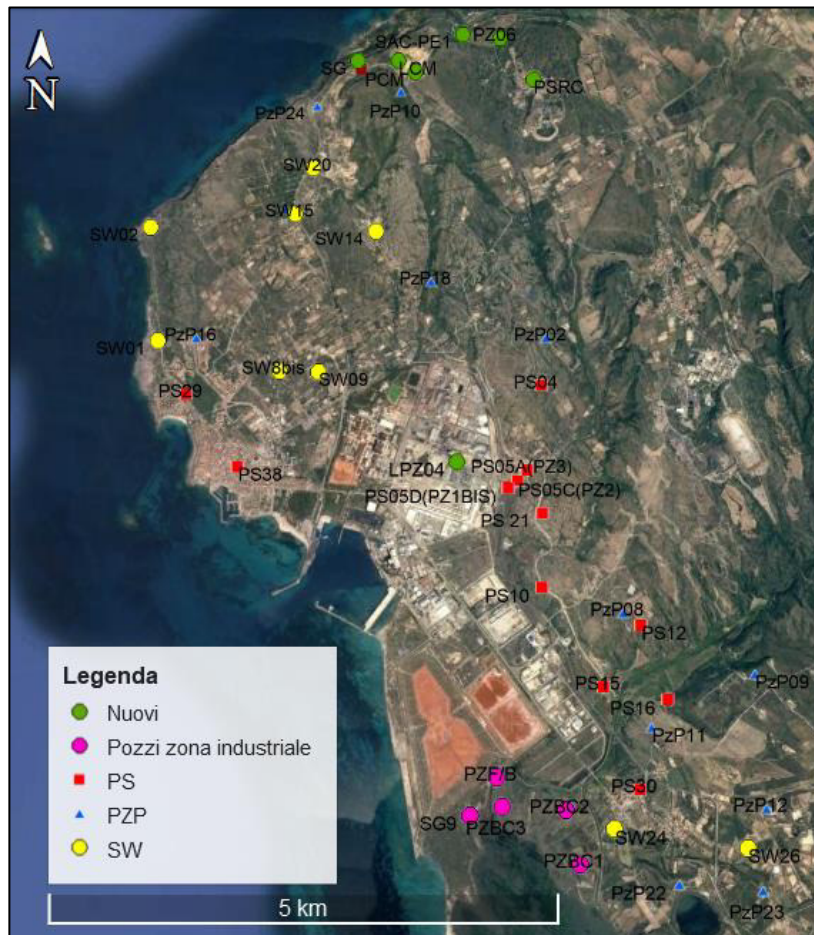 N
PZ06
SAC-PE1
SG
LCM
PCM
PSRC
PzP10
PzP24
SW20
SW15
SW02
SW14
PzP18
PzP16
PzP02
SW01
SW8bis
SW09
PS29
PS04
PS38
LPZ04
PS05A(PZ3)
PS05C(PZ2)
PS05D(PZ1BIS)
PS 21
PS10
PzP08
PS12
PS15
PzP09
PS16
PzP11
PZF/B
PS30
PZBC2
PzP12
SG9
PZBC3
SW24
SW26
PZBC1
PzP22
PzP23
Legenda
Nuovi
Pozzi zona industriale
PS
PZP
SW
5 km